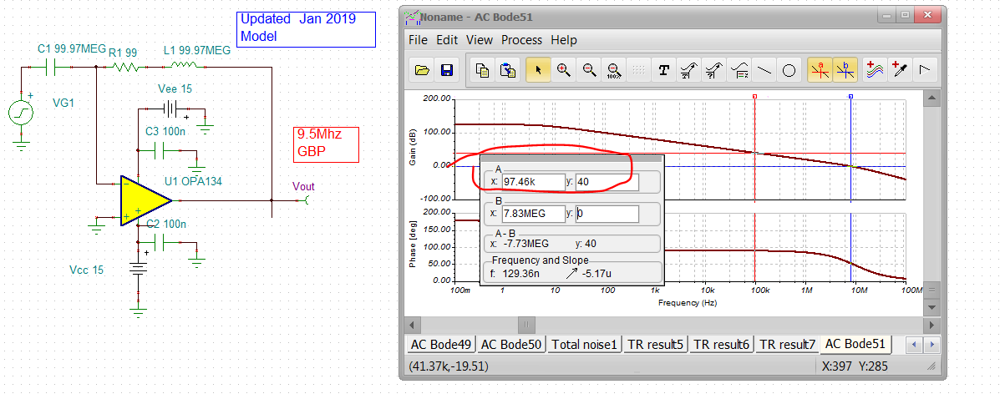 Updated Jan 2019
Model
C1 99.97MEG
R1 99
L1 99.97MEG
+
VG1
Vee 15
+
C3 100n
9.5Mhz
GBP
U1 OPA134
Vout
-
+
+
C2 100n
+
Vcc 15
Noname - AC Bode51
File Edit View Process Help
100%
T
a
b
200.00
100.00
0.00
-100.00
Gain (dB)
A
x: 97.46k y: 40
B
x: 7.83MEG y: 0
A - B
x: -7.73MEG y: 40
Frequency and Slope
f: 129.36n -5.17u
200.00
150.00
100.00
50.00
0.00
Phase [deg]
100m 1 10 100 1k 10k 100k 1M 10M 100M
Frequency (Hz)
AC Bode49 AC Bode50 Total noise1 TR result5 TR result6 TR result7 AC Bode51
(41.37k,-19.51) X:397 Y:285